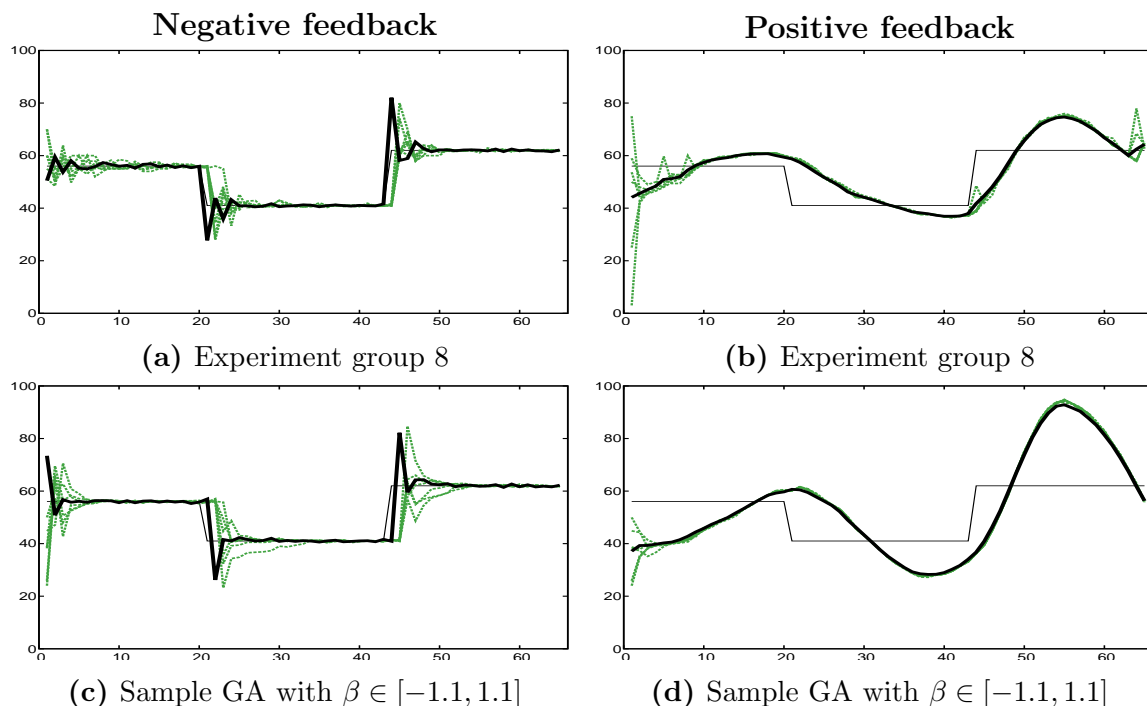 Negative feedback
Positive feedback
100
80
60
40
20
0
0 10 20 30 40 50 60
(a) Experiment group 8
100
80
60
40
20
0
0 10 20 30 40 50 60
(b) Experiment group 8
100
80
60
40
20
0
0 10 20 30 40 50 60
(c) Sample GA with β ∈ [−1.1, 1.1]
100
80
60
40
20
0
0 10 20 30 40 50 60
(d) Sample GA with β ∈ [−1.1, 1.1]